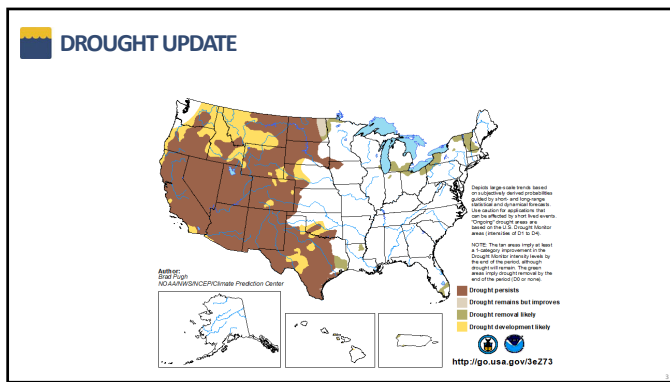 DROUGHT UPDATE
Depicts large-scale trends based
on subjectively derived probabilities
guided by short- and long-range
statistical and dynamical forecasts.
Use caution for applications that
can be affected by short lived events.
"Ongoing" drought areas are
based on the U.S. Drought Monitor
areas (intensities of D1 to D4).
NOTE: The tan areas imply at least
a 1-category improvement in the
Drought Monitor intensity levels by
the end of the period, although
drought will remain. The green
areas imply drought removal by the
end of the period (D0 or none).
Author:
Brad Pugh
NOAA/NWS/NCEP/Climate Prediction Center
Drought persists
Drought remains but improves
Drought removal likely
Drought development likely
http://go.usa.gov/3eZ73
3